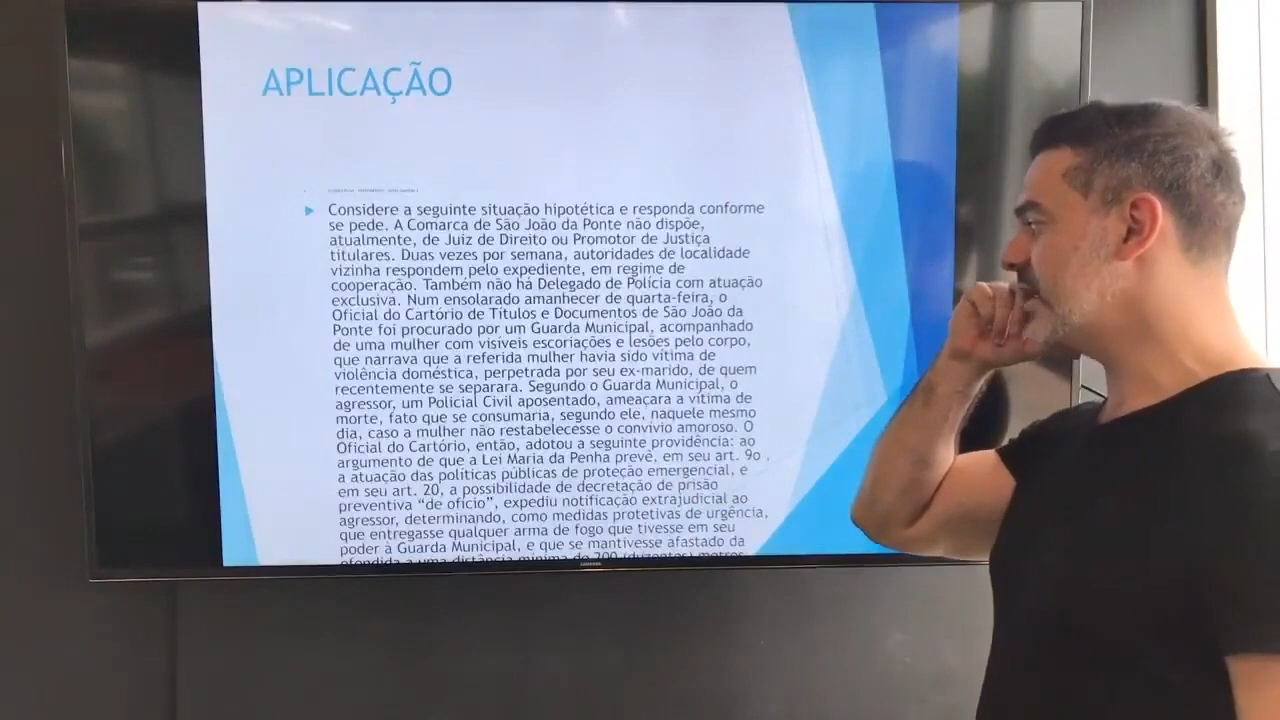 APLICAÇÃO
Considere a seguinte situação hipotética e responda conforme
se pede. A Comarca de São João da Ponte não dispõe,
atualmente, de Juiz de Direito ou Promotor de Justiça
titulares. Duas vezes por semana, autoridades de localidade
vizinha respondem pelo expediente, em regime de
cooperação. Também não há Delegado de Polícia com atuação
exclusiva. Num ensolarado amanhecer de quarta-feira, o
Oficial do Cartório de Títulos e Documentos de São João da
Ponte foi procurado por um Guarda Municipal, acompanhado
de uma mulher com visíveis escoriações e lesões pelo corpo,
que narrava que a referida mulher havia sido vítima de
violência doméstica, perpetrada por seu ex-marido, de quem
recentemente se separara. Segundo o Guarda Municipal, o
agressor, um Policial Civil aposentado, ameaçara a vítima de
morte, fato que se consumaria, segundo ele, naquele mesmo
dia, caso a mulher não restabelecesse o convívio amoroso. O
Oficial do Cartório, então, adotou a seguinte providência: ao
argumento de que a Lei Maria da Penha prevê, em seu art. 9o ,
a atuação das políticas públicas de proteção emergencial, e
em seu art. 20, a possibilidade de decretação de prisão
preventiva “de ofício”, expediu notificação extrajudicial ao
agressor, determinando, como medidas protetivas de urgência,
que entregasse qualquer arma de fogo que tivesse em seu
poder à Guarda Municipal, e que se mantivesse afastado da
ofendida a uma distância mínima de 200 (duzentos) metros
SAMSUNG